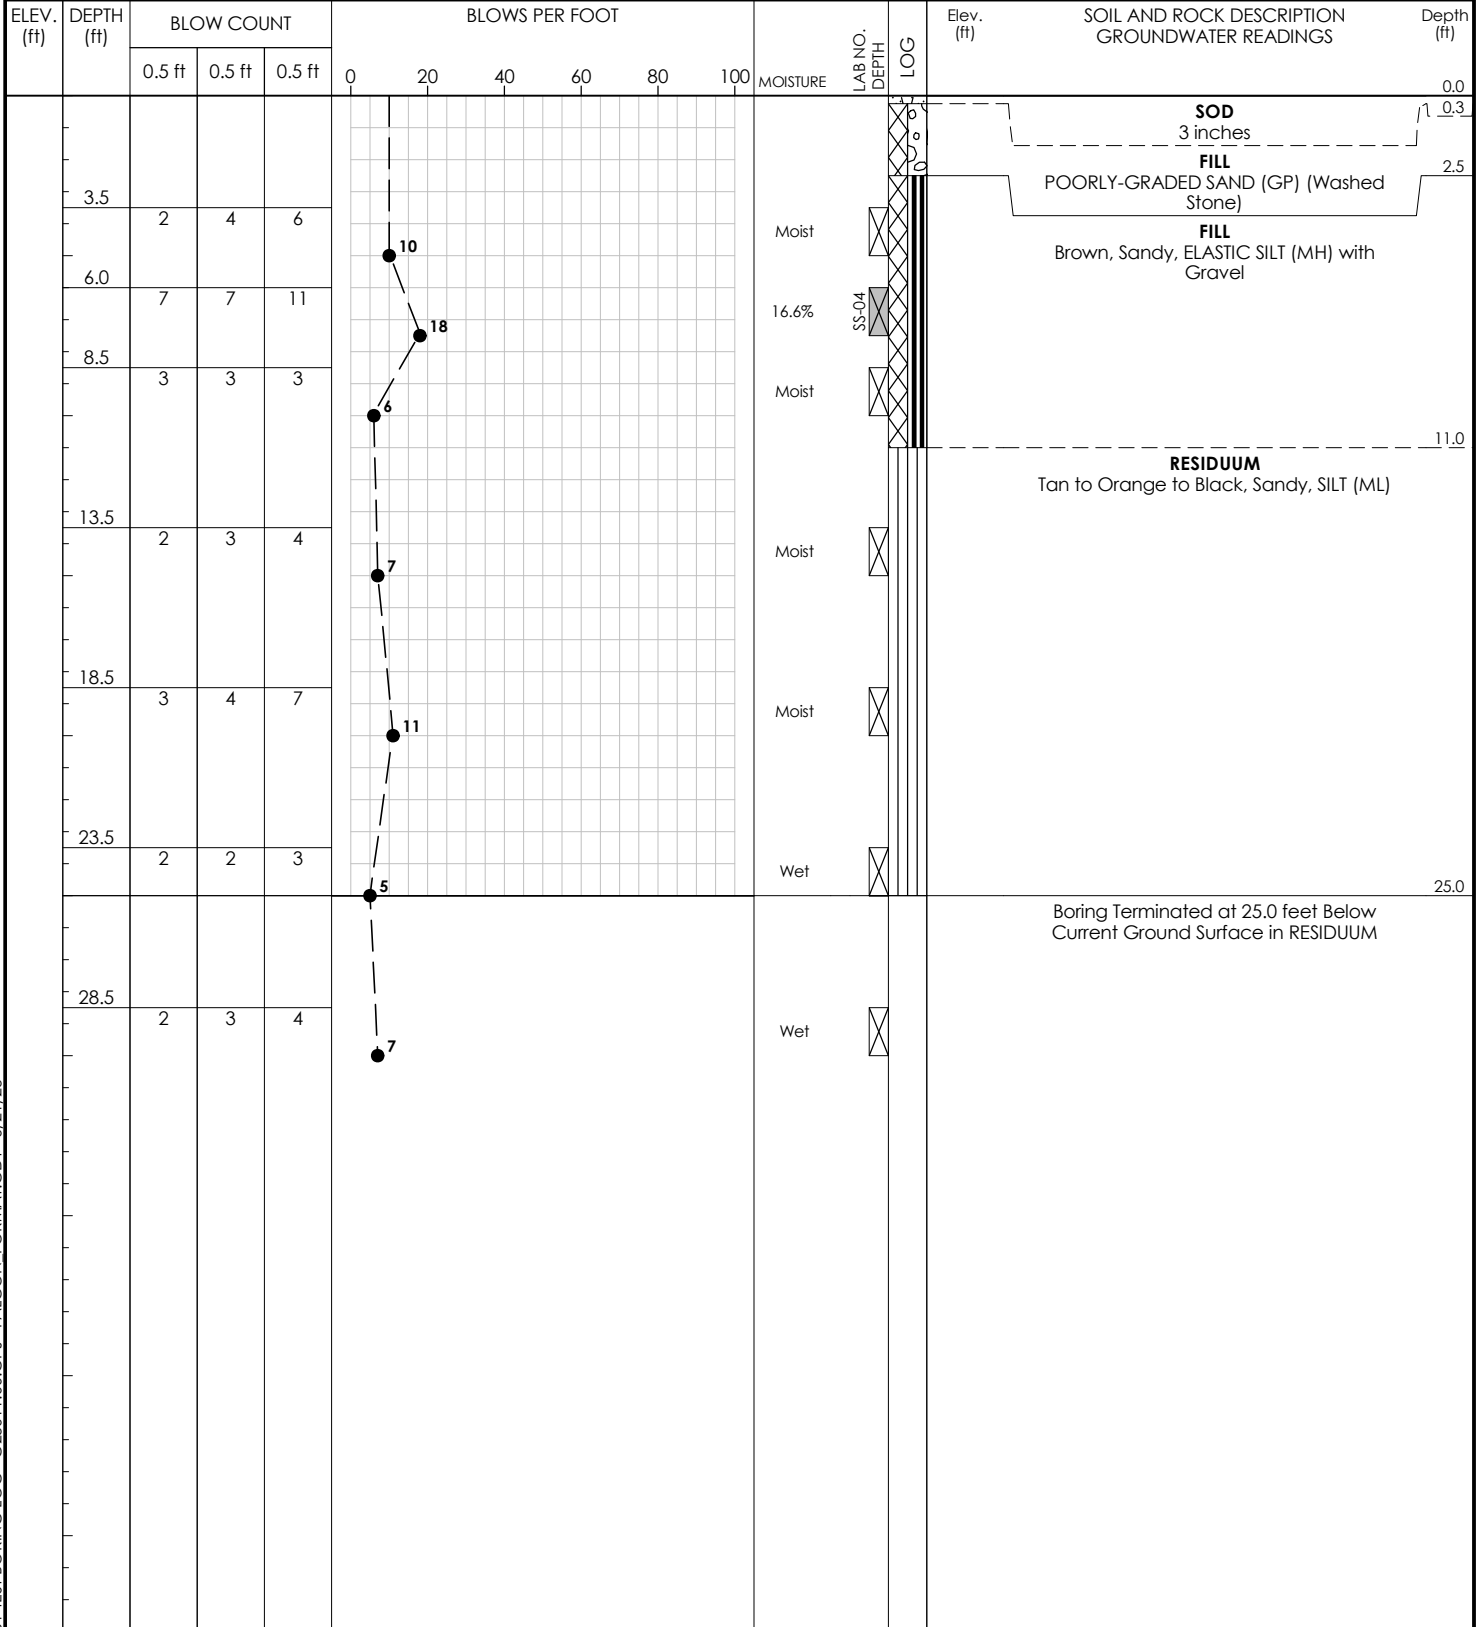 ELEV. (ft) DEPTH (ft) BLOW COUNT BLOWS PER FOOT MOISTURE LAB NO. DEPTH LOG Elev. (ft) SOIL AND ROCK DESCRIPTION GROUNDWATER READINGS Depth (ft)
0.5 ft 0.5 ft 0.5 ft 0 20 40 60 80 100
0.0
SOD 0.3
3 inches
FILL 2.5
POORLY-GRADED SAND (GP) (Washed
Stone)
3.5
2 4 6 Moist
10
FILL
Brown, Sandy, ELASTIC SILT (MH) with
Gravel
6.0
7 7 11 16.6% SS-04
18
8.5
3 3 3 Moist
6
11.0
RESIDUUM
Tan to Orange to Black, Sandy, SILT (ML)
13.5
2 3 4 Moist
7
18.5
3 4 7 Moist
11
23.5
2 2 3 Wet
5 25.0
Boring Terminated at 25.0 feet Below
Current Ground Surface in RESIDUUM
28.5
2 3 4 Wet
7